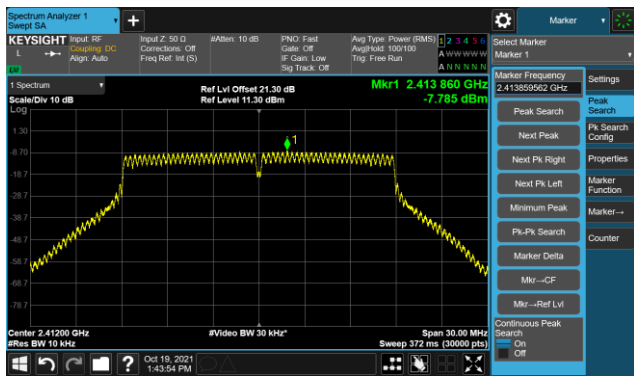 Spectrum Analyzer 1
Swept SA
+
Marker
KEYSIGHT
L
Input: RF
Coupling: DC
Align: Auto
Input Z: 50 Ω
Corrections: Off
Freq Ref: Int (S)
#Atten: 10 dB
PNO: Fast
Gate: Off
IF Gain: Low
Sig Track: Off
Avg Type: Power (RMS)
Avg|Hold: 100/100
Trig: Free Run
1 2 3 4 5 6
A W W W W W
A N N N N N
Select Marker
Marker 1
1 Spectrum
Scale/Div 10 dB
Log
Ref Lvl Offset 21.30 dB
Ref Level 11.30 dBm
Mkr1 2.413 860 GHz
-7.785 dBm
1
1.30
-8.70
-18.7
-28.7
-38.7
-48.7
-58.7
-68.7
-78.7
Center 2.41200 GHz
#Res BW 10 kHz
#Video BW 30 kHz*
Span 30.00 MHz
Sweep 372 ms (30000 pts)
Marker Frequency
2.413859562 GHz
Peak Search
Next Peak
Next Pk Right
Next Pk Left
Minimum Peak
Pk-Pk Search
Marker Delta
Mkr→CF
Mkr→Ref Lvl
Continuous Peak
Search
On
Off
Settings
Peak
Search
Pk Search
Config
Properties
Marker
Function
Marker→
Counter
?
Oct 19, 2021
1:43:54 PM